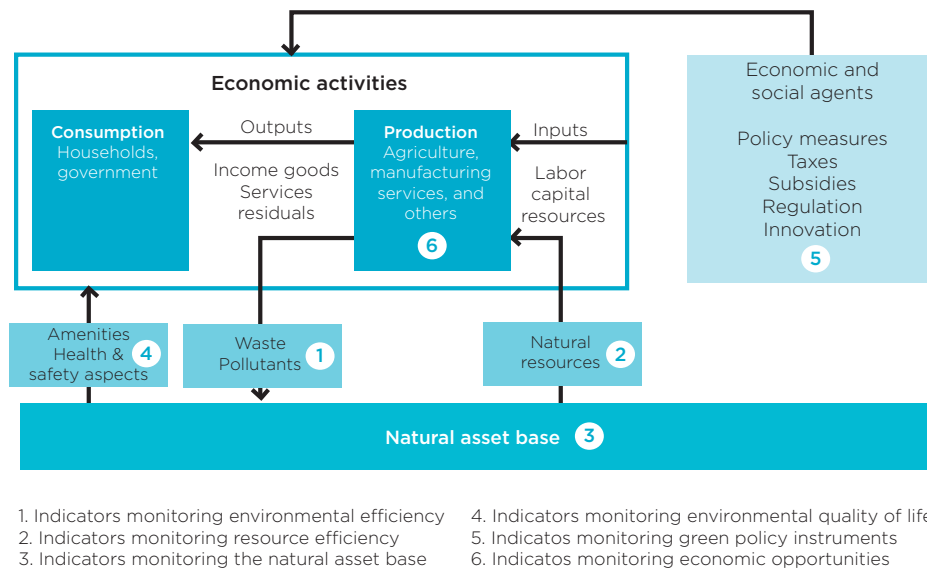 Economic activities
Consumption
Households,
government
Outputs
Income goods
Services
residuals
Production
Agriculture,
manufacturing
services, and
others
6
Inputs
Labor
capital
resources
Economic and
social agents
Policy measures
Taxes
Subsidies
Regulation
Innovation
5
Amenities
Health &
safety aspects
4
Waste
Pollutants
1
Natural
resources
2
Natural asset base 3
1. Indicators monitoring environmental efficiency
2. Indicators monitoring resource efficiency
3. Indicators monitoring the natural asset base
4. Indicators monitoring environmental quality of life
5. Indicatos monitoring green policy instruments
6. Indicatos monitoring economic opportunities